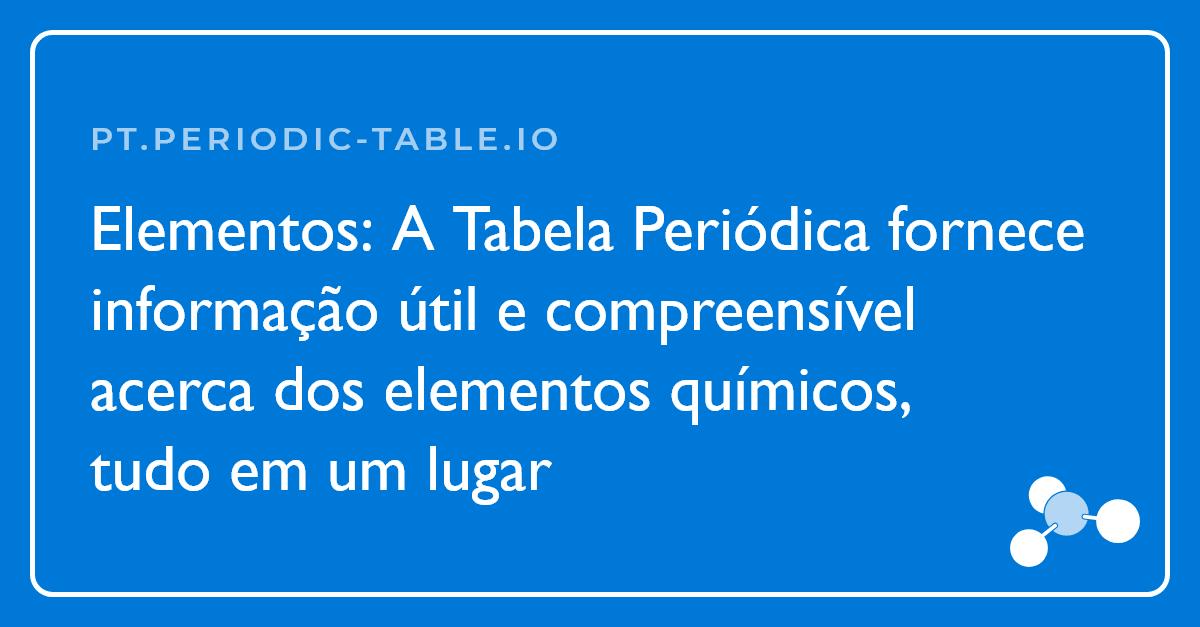 PT.PERIODIC-TABLE.IO
Elementos: A Tabela Periódica fornece
informação útil e compreensível
acerca dos elementos químicos,
tudo em um lugar